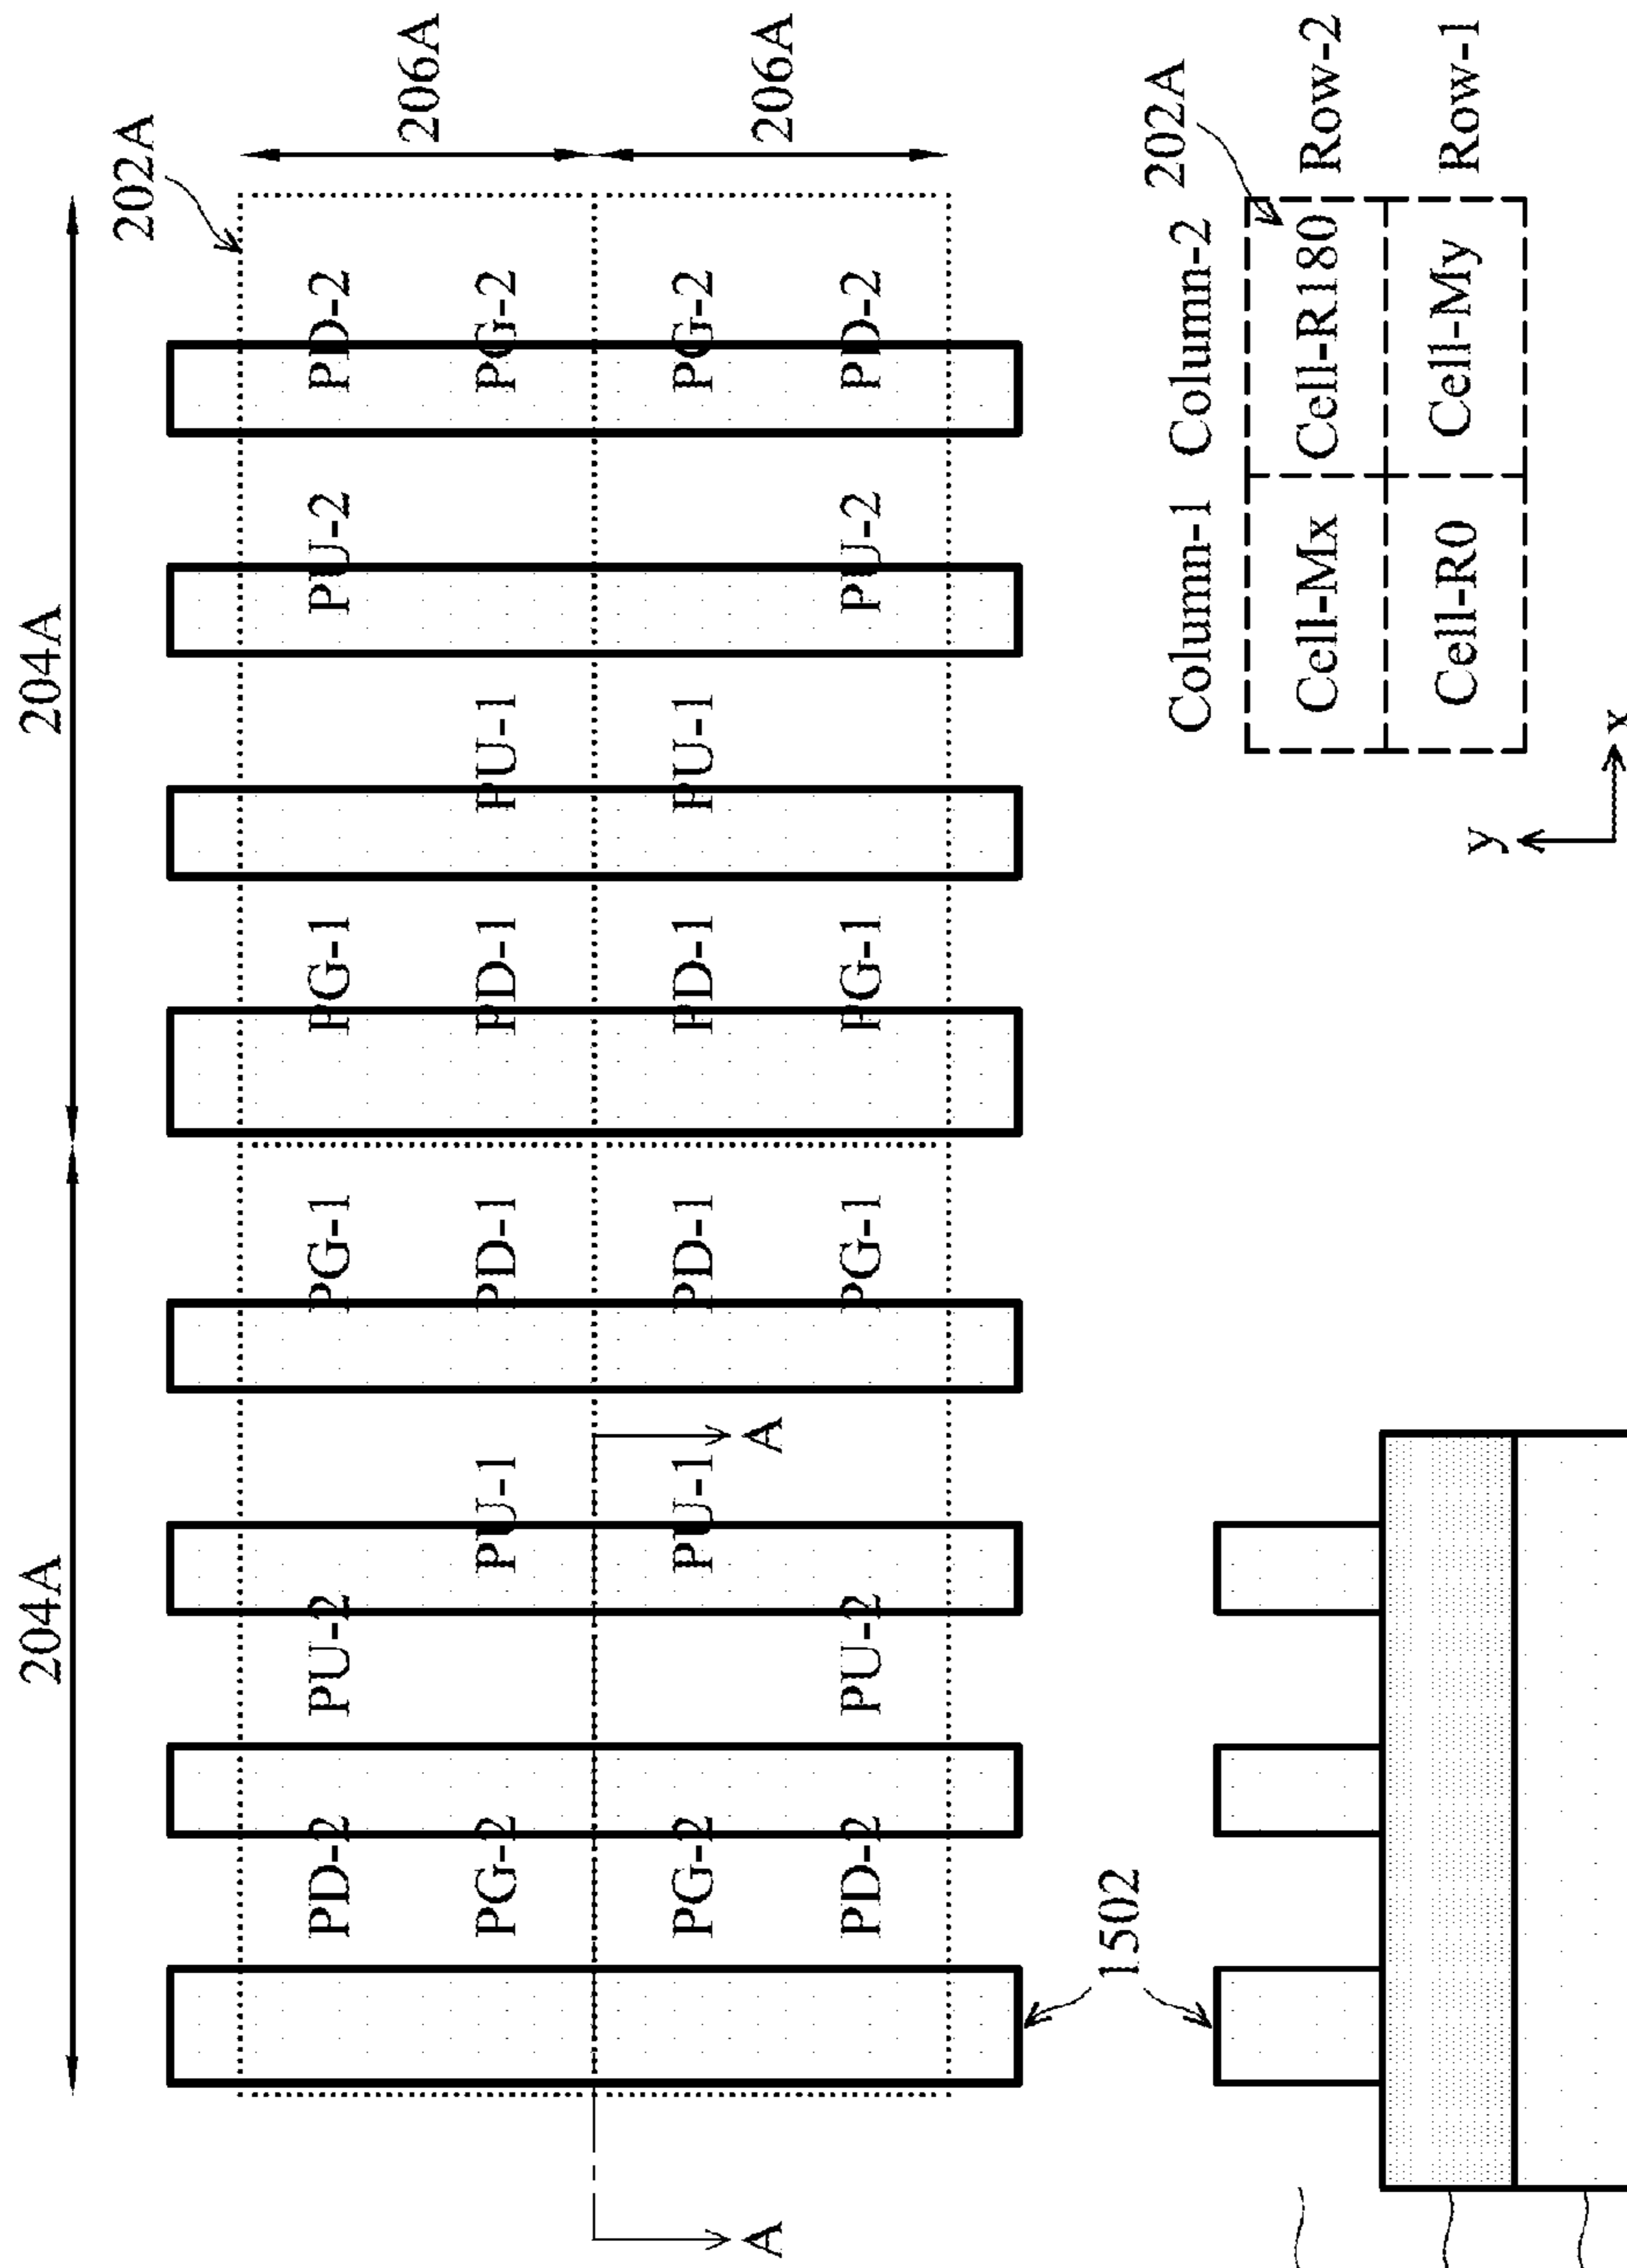 204A 204A
202A
PD-2 PU-2 PG-1 PG-1 PU-2 PD-2
206A
PG-2 PU-1 PD-1 PD-1 PU-1 PG-2
PG-2 PU-1 PD-1 PD-1 PU-1 PG-2
A A
206A
PD-2 PU-2 PG-1 PG-1 PU-2 PD-2
1502
Column-1 Column-2 202A
Cell-Mx Cell-R180 Row-2
Cell-R0 Cell-My Row-1
y
x